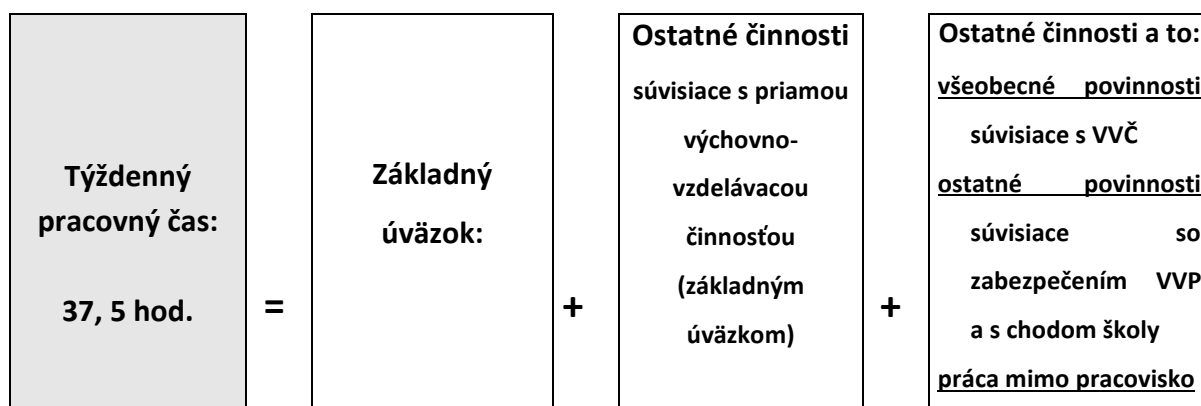 Týždenný
pracovný čas:
37, 5 hod.
=
Základný
úväzok:
+
Ostatné činnosti
súvisiace s priamou
výchovno-
vzdelávacou
činnosťou
(základným
úväzkom)
+
Ostatné činnosti a to:
všeobecné povinnosti
súvisiace s VVČ
ostatné povinnosti
súvisiace so
zabezpečením VVP
a s chodom školy
práca mimo pracovisko